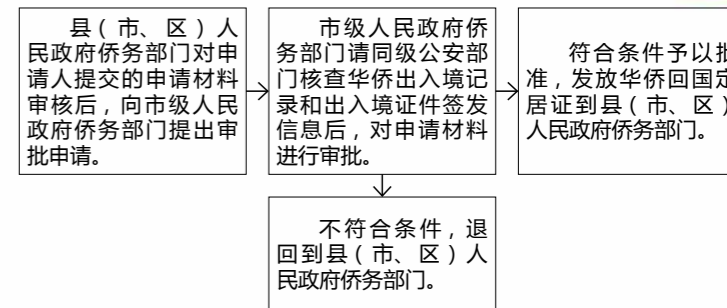 县（市、区）人
民政府侨务部门对申
请人提交的申请材料
审核后，向市级人民
政府侨务部门提出审
批申请。
市级人民政府侨
务部门请同级公安部
门核查华侨出入境记
录和出入境证件签发
信息后，对申请材料
进行审批。
符合条件予以批
准，发放华侨回国定
居证到县（市、区）
人民政府侨务部门。
不符合条件，退
回到县（市、区）人
民政府侨务部门。